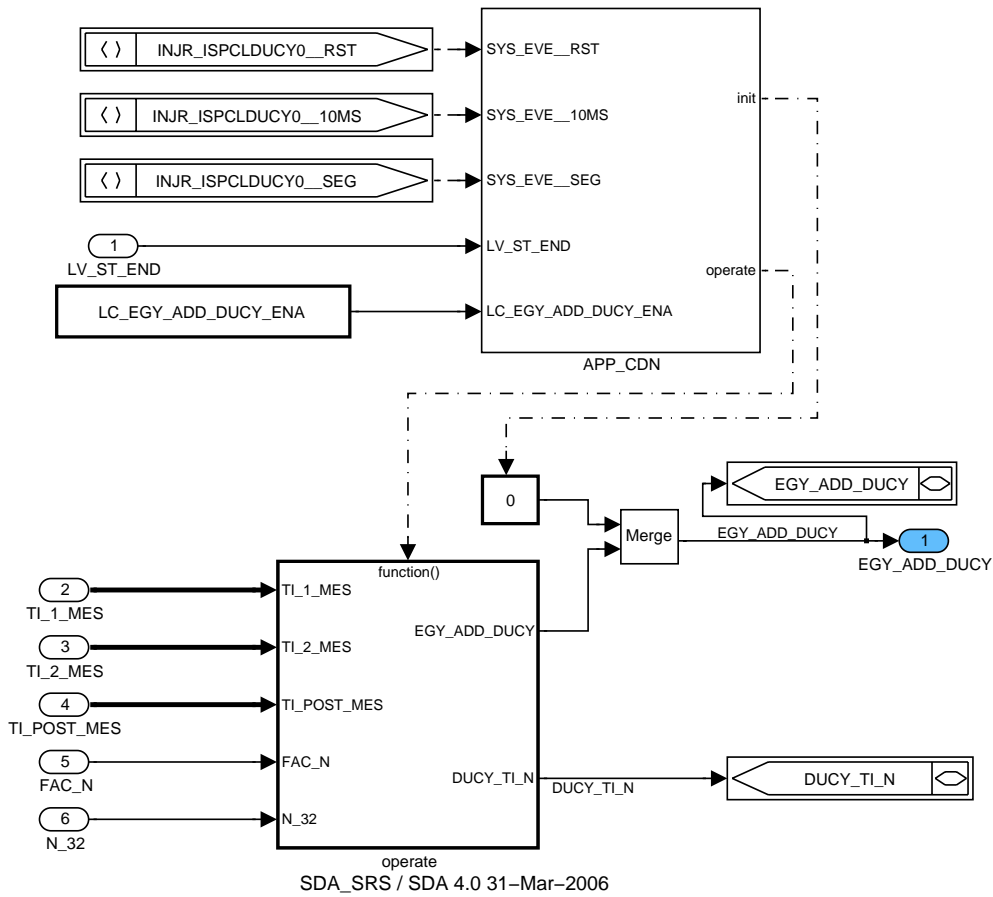 INJR_ISPCLDUCY0__RST
SYS_EVE__RST
init
INJR_ISPCLDUCY0__10MS
SYS_EVE__10MS
INJR_ISPCLDUCY0__SEG
SYS_EVE__SEG
1
LV_ST_END
LV_ST_END
operate
LC_EGY_ADD_DUCY_ENA
LC_EGY_ADD_DUCY_ENA
APP_CDN
0
EGY_ADD_DUCY
Merge
EGY_ADD_DUCY
1
EGY_ADD_DUCY
function()
2
TI_1_MES
TI_1_MES
EGY_ADD_DUCY
3
TI_2_MES
TI_2_MES
4
TI_POST_MES
TI_POST_MES
5
FAC_N
FAC_N
DUCY_TI_N
DUCY_TI_N
DUCY_TI_N
6
N_32
N_32
operate
SDA_SRS / SDA 4.0 31−Mar−2006